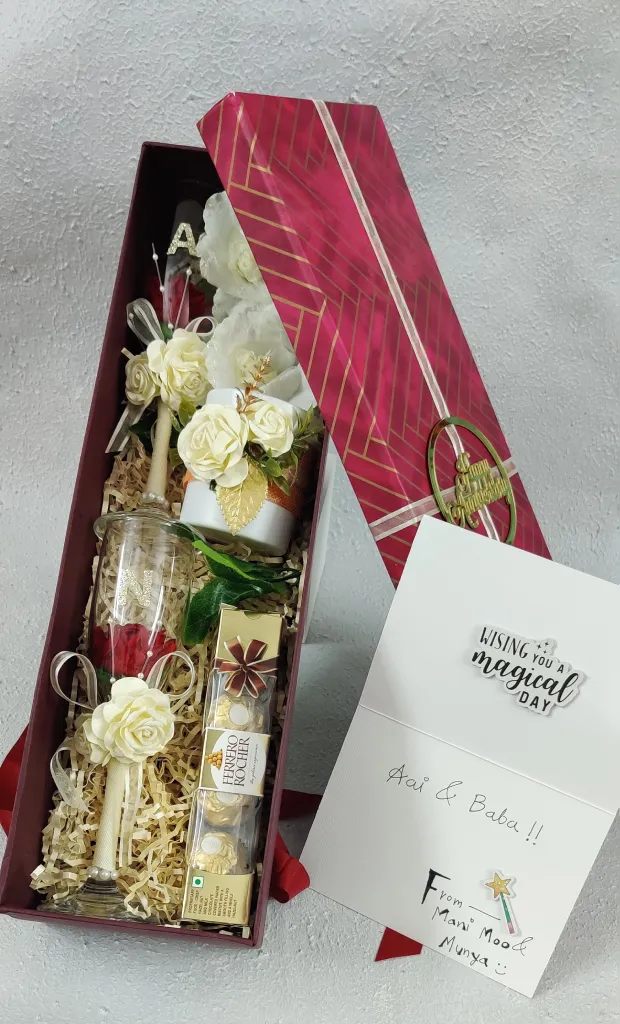 A
N
FERRERO
ROCHER
WISING YOU A
magical
DAY
Aai & Baba !!
From
Mani Moo &
Munya